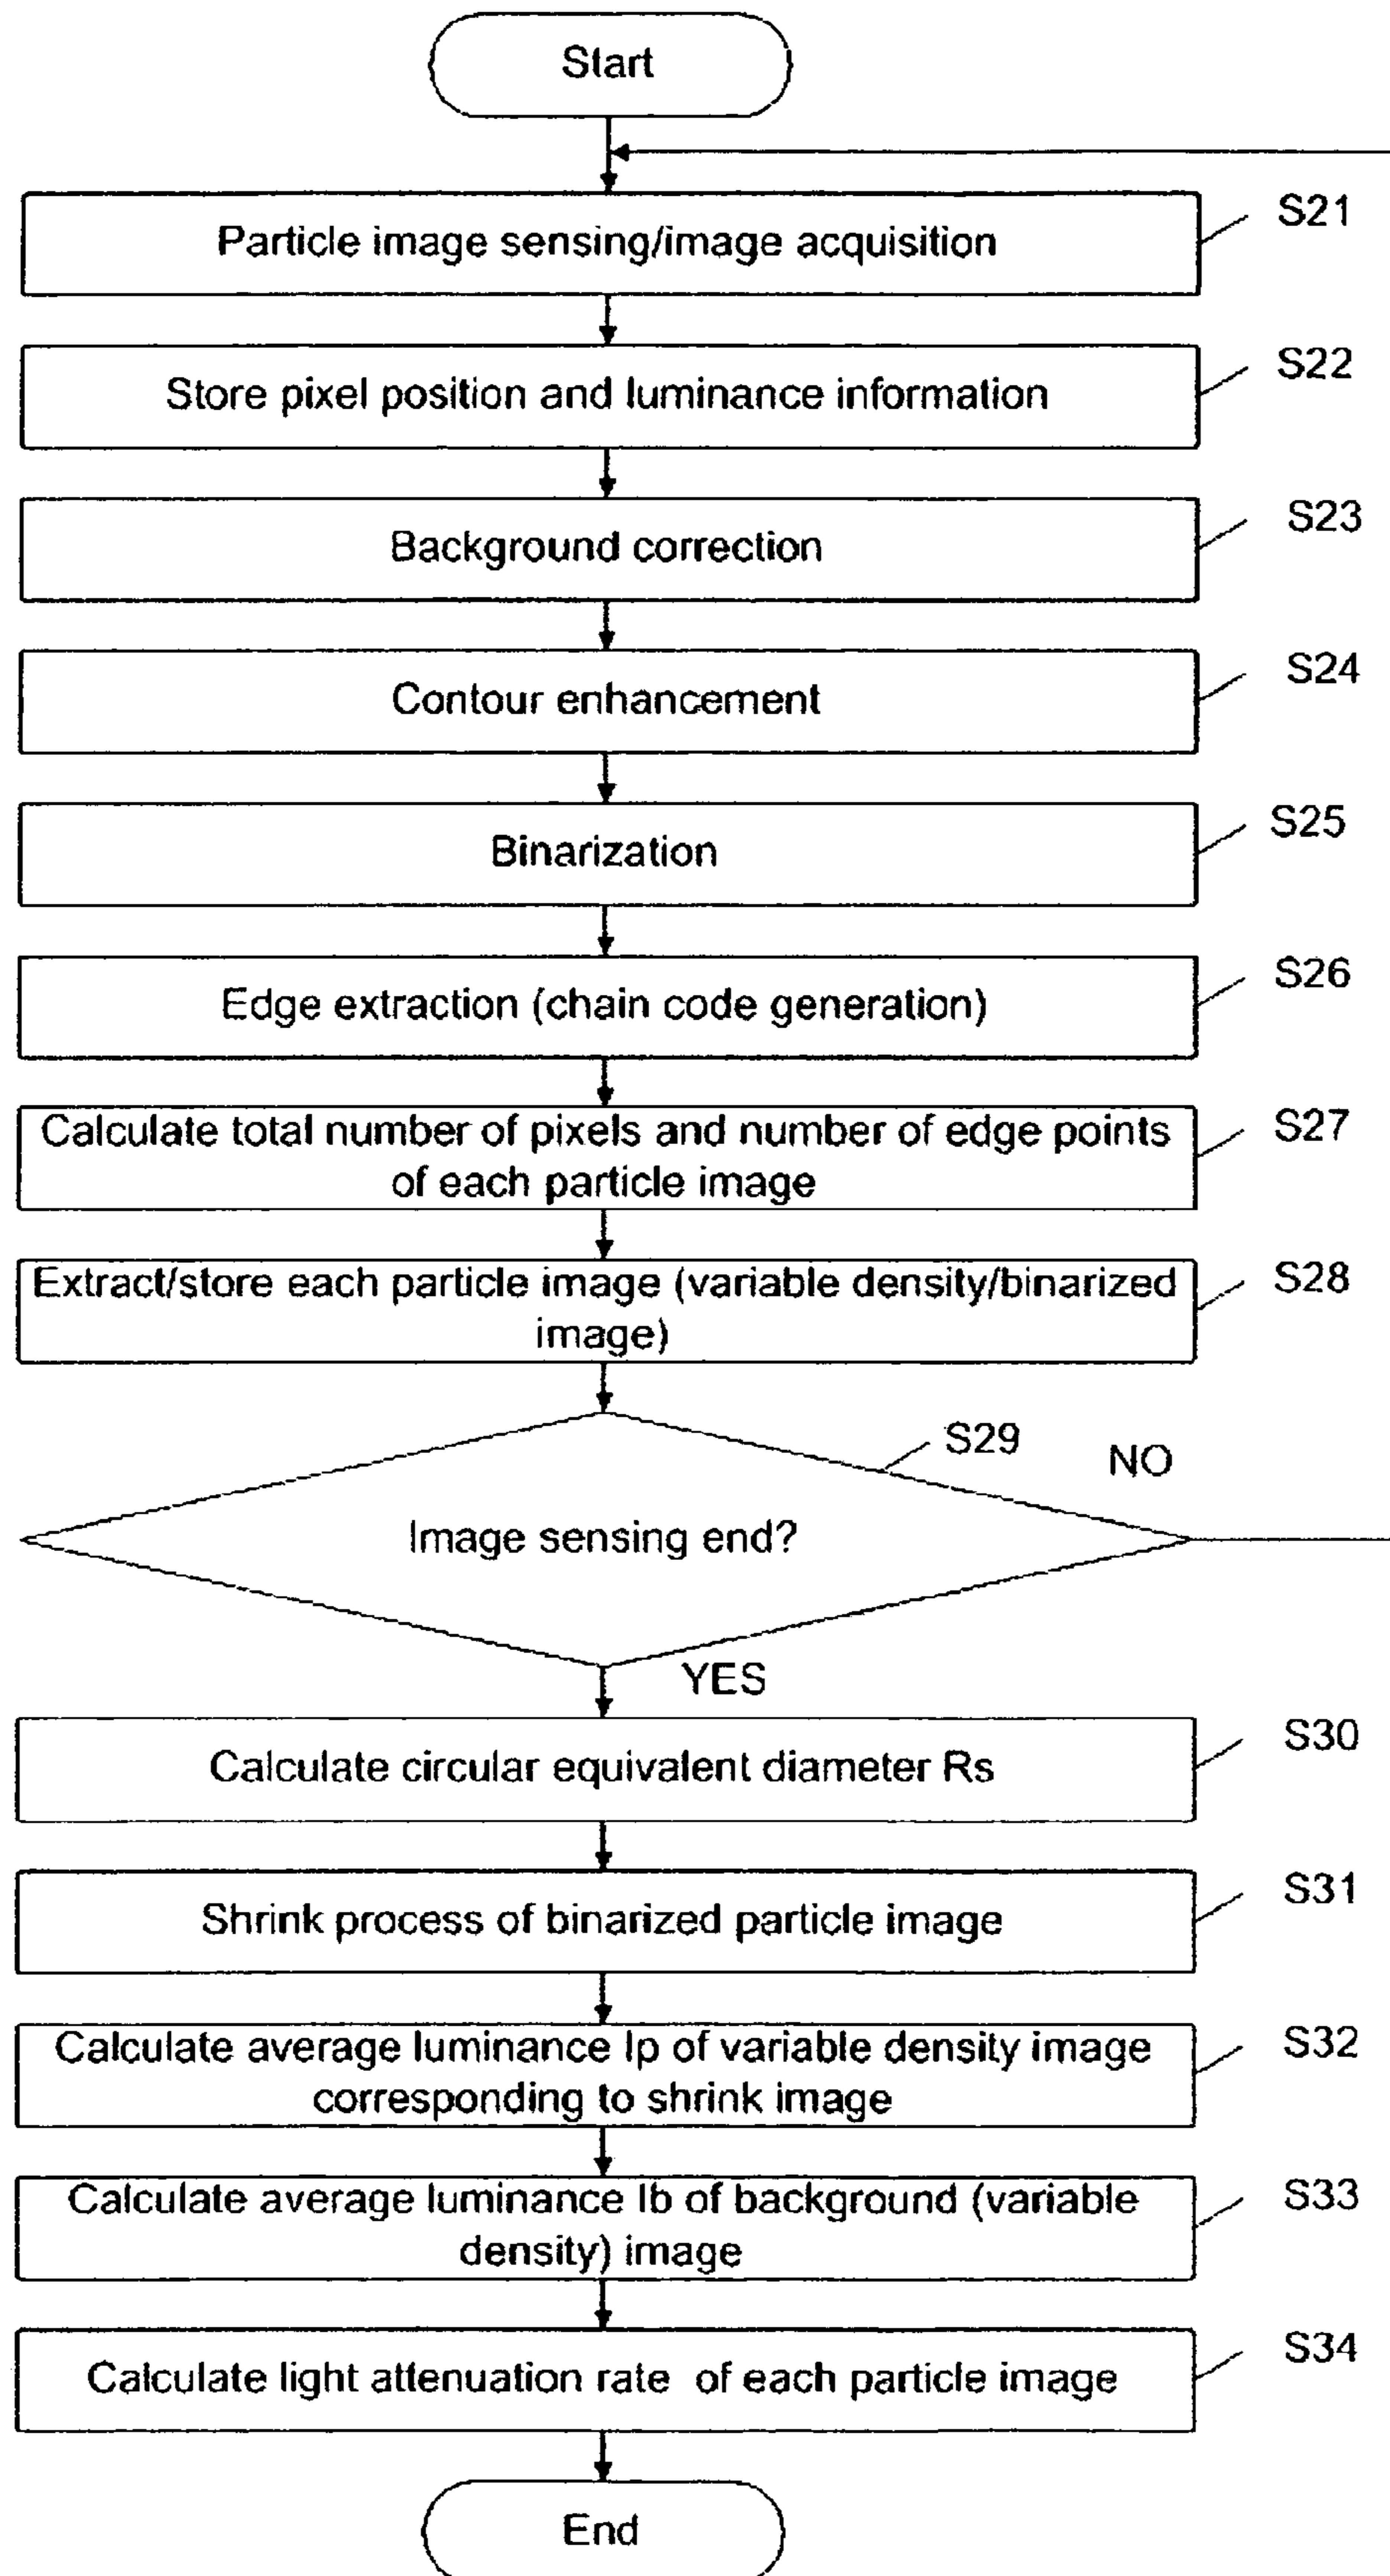 Start
Particle image sensing/image acquisition
S21
Store pixel position and luminance information
S22
Background correction
S23
Contour enhancement
S24
Binarization
S25
Edge extraction (chain code generation)
S26
Calculate total number of pixels and number of edge points
of each particle image
S27
Extract/store each particle image (variable density/binarized
image)
S28
S29
NO
Image sensing end?
YES
Calculate circular equivalent diameter Rs
S30
Shrink process of binarized particle image
S31
Calculate average luminance Ip of variable density image
corresponding to shrink image
S32
Calculate average luminance Ib of background (variable
density) image
S33
Calculate light attenuation rate of each particle image
S34
End